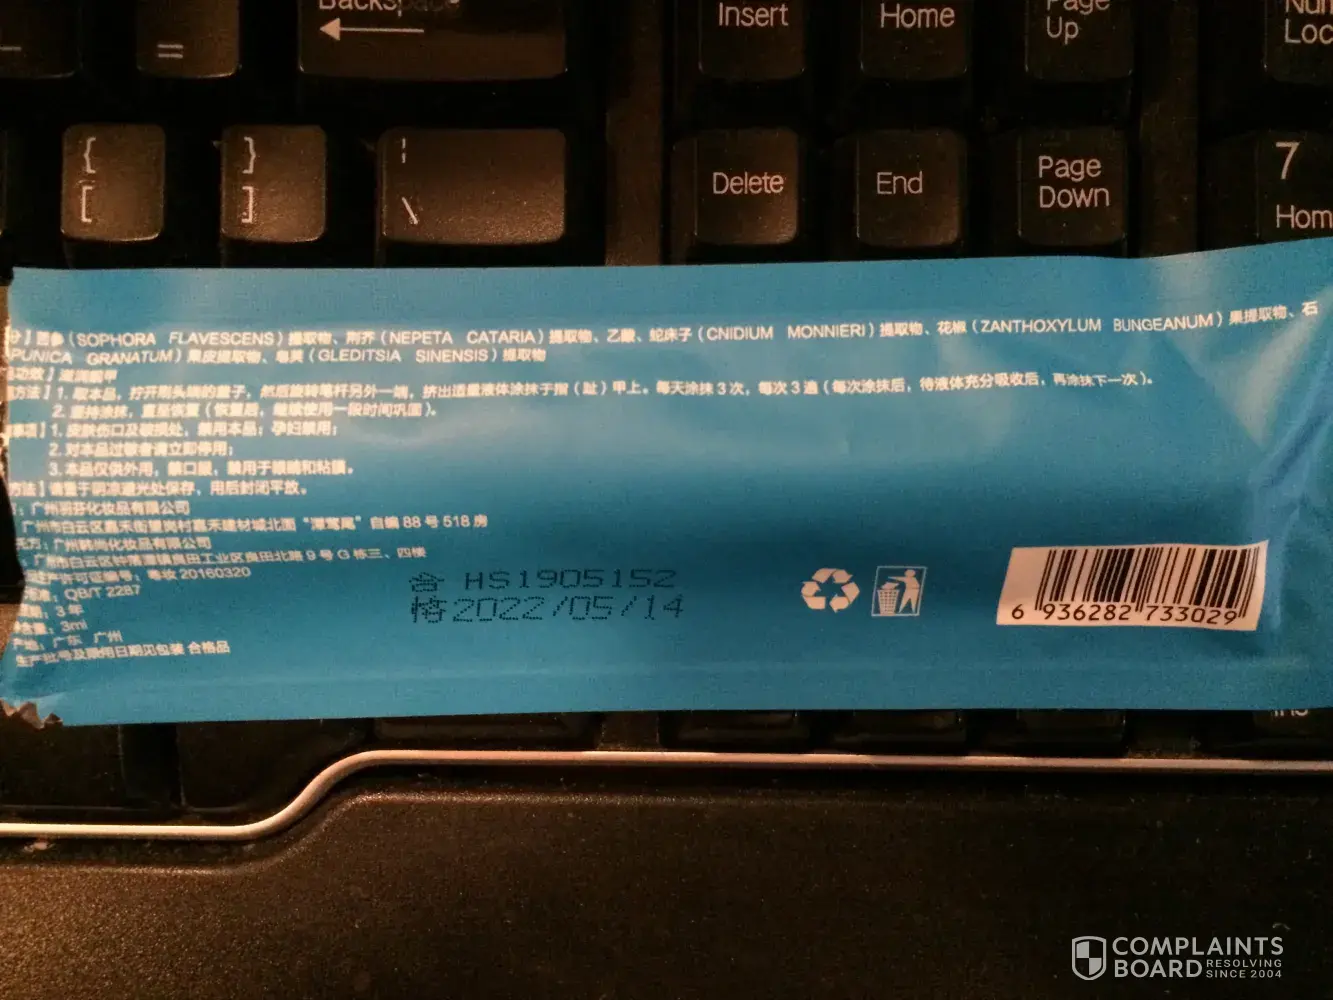 Backspace
Insert
Home
Page
Up
Num
Loc
=
{
[
}
]
\
Delete
End
Page
Down
7
Hom
】苦参（SOPHORA FLAVESCENS）提取物、荆芥（NEPETA CATARIA）提取物、乙酸、蛇床子（CNIDIUM MONNIERI）提取物、花椒（ZANTHOXYLUM BUNGEANUM）果提取物、石
PUNICA GRANATUM）果皮提取物、皂荚（GLEDITSIA SINENSIS）提取物
功效】滋润
方法】1. 取本品，拧开刷头端的盖子，然后旋转笔杆另外一端，挤出适量液体涂抹于指（趾）甲上。每天涂抹3次，每次3遍（每次涂抹后，待液体充分吸收后，再涂抹下一次）。
2. 坚持涂抹，直至恢复（恢复后，继续使用一段时间巩固）。
事项】1. 皮肤伤口及破损处，禁用本品；孕妇禁用；
2. 对本品过敏者请立即停用；
3. 本品仅供外用，禁口服，禁用于眼睛和粘膜。
方法】请置于阴凉避光处保存，用后封闭平放。
：广州羽芬化妆品有限公司
广州市白云区嘉禾街望岗村嘉禾建材城北面“潭莺尾”自编88号518房
方：广州韩尚化妆品有限公司
：广州市白云区钟落潭镇良田工业区良田北路9号G栋三、四楼
生产许可证编号：粤妆20160320
准：QB/T 2287
期：3年
含量：3ml
产地：广东 广州
生产批号及限用日期见包装 合格品
合 HS1905152
格 2022/05/14
6 936282 733029
Ins
COMPLAINTS
BOARD RESOLVING
SINCE 2004